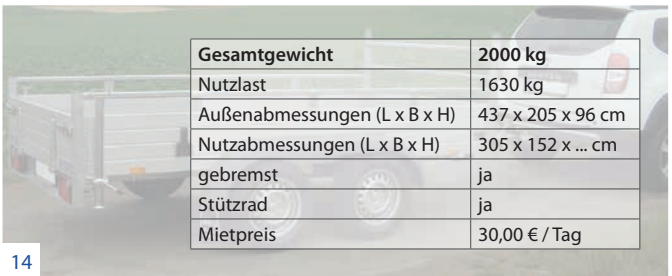 Gesamtgewicht 2000 kg
Nutzlast 1630 kg
Außenabmessungen (L x B x H) 437 x 205 x 96 cm
Nutzabmessungen (L x B x H) 305 x 152 x ... cm
gebremst ja
Stützrad ja
Mietpreis 30,00 € / Tag
14